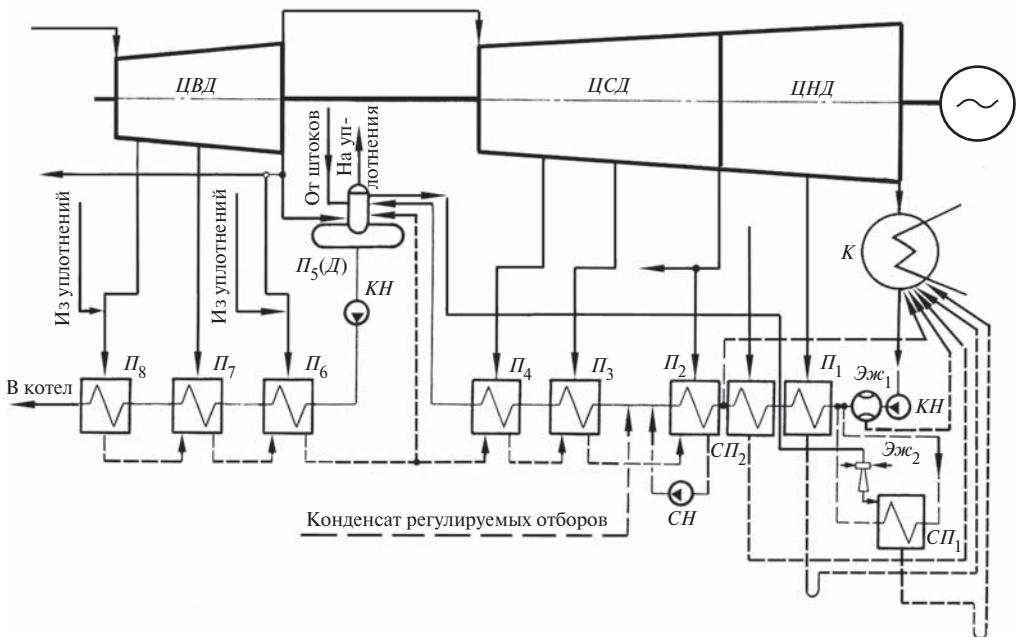 ЦВД
ЦСД
ЦНД
От штоков
На уп-
лотнения
Из уплотнений
Из уплотнений
П5(Д)
КН
К
П8
П7
П6
П4
П3
П2
П1
Эж1
КН
В котел
СП2
Эж2
СН
Конденсат регулируемых отборов
СП1